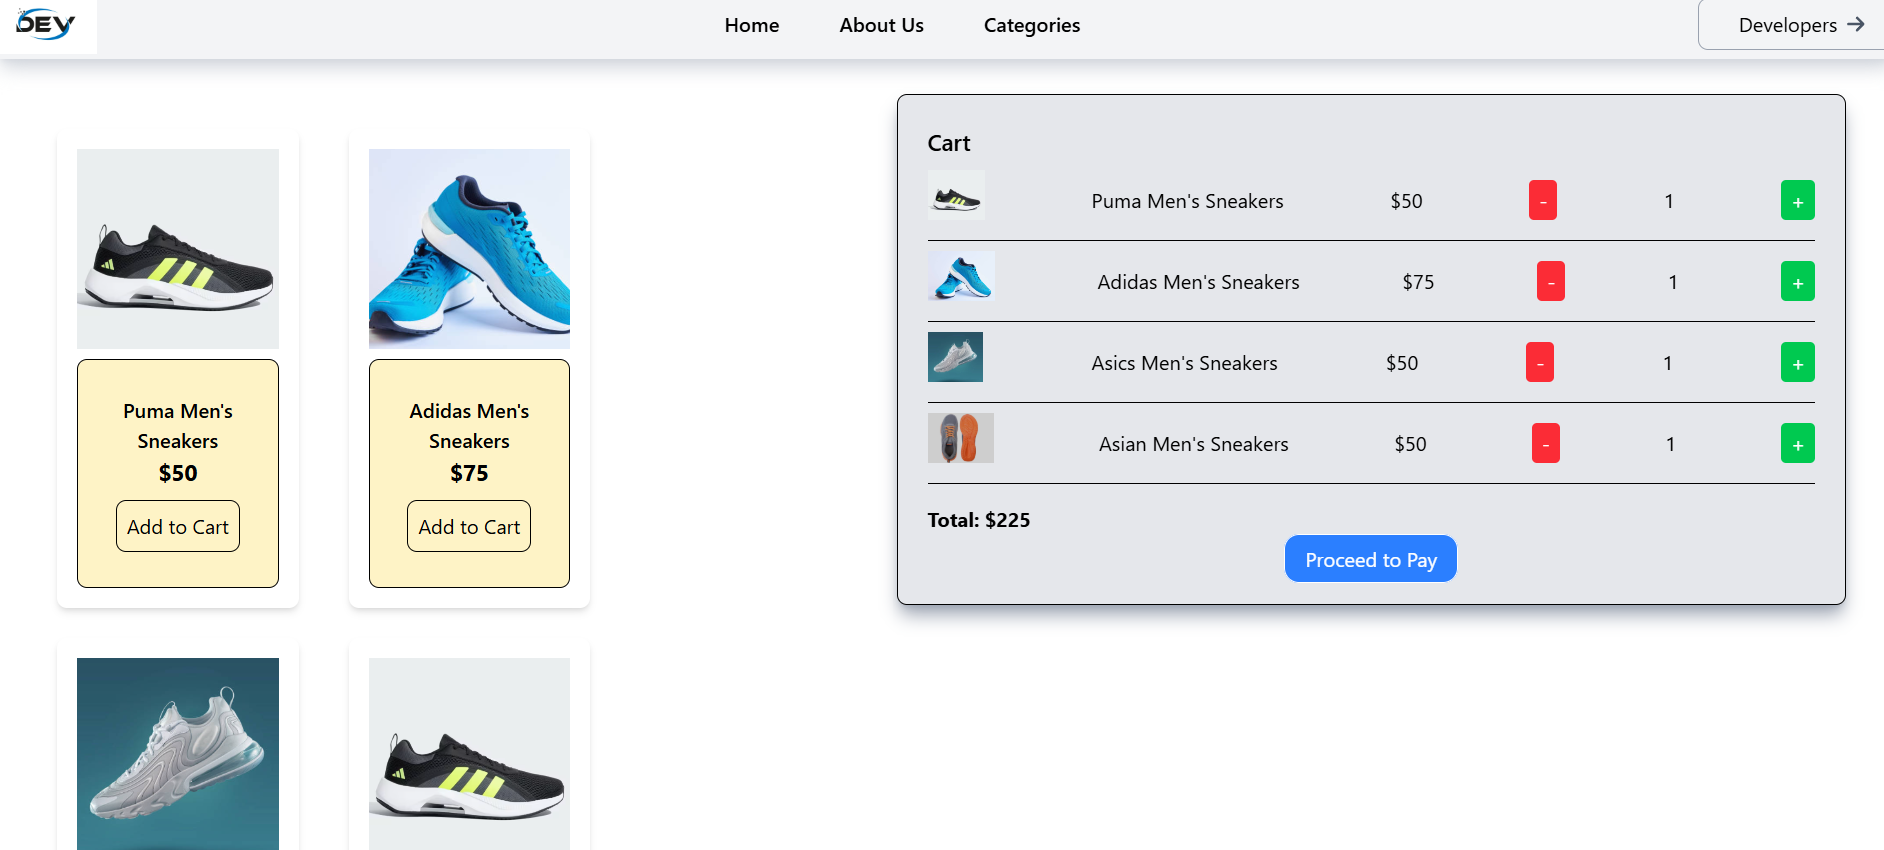 DEV
Home About Us Categories
Developers →
Puma Men's
Sneakers
$50
Add to Cart
Adidas Men's
Sneakers
$75
Add to Cart
Cart
Puma Men's Sneakers $50 - 1 +
Adidas Men's Sneakers $75 - 1 +
Asics Men's Sneakers $50 - 1 +
Asian Men's Sneakers $50 - 1 +
Total: $225
Proceed to Pay